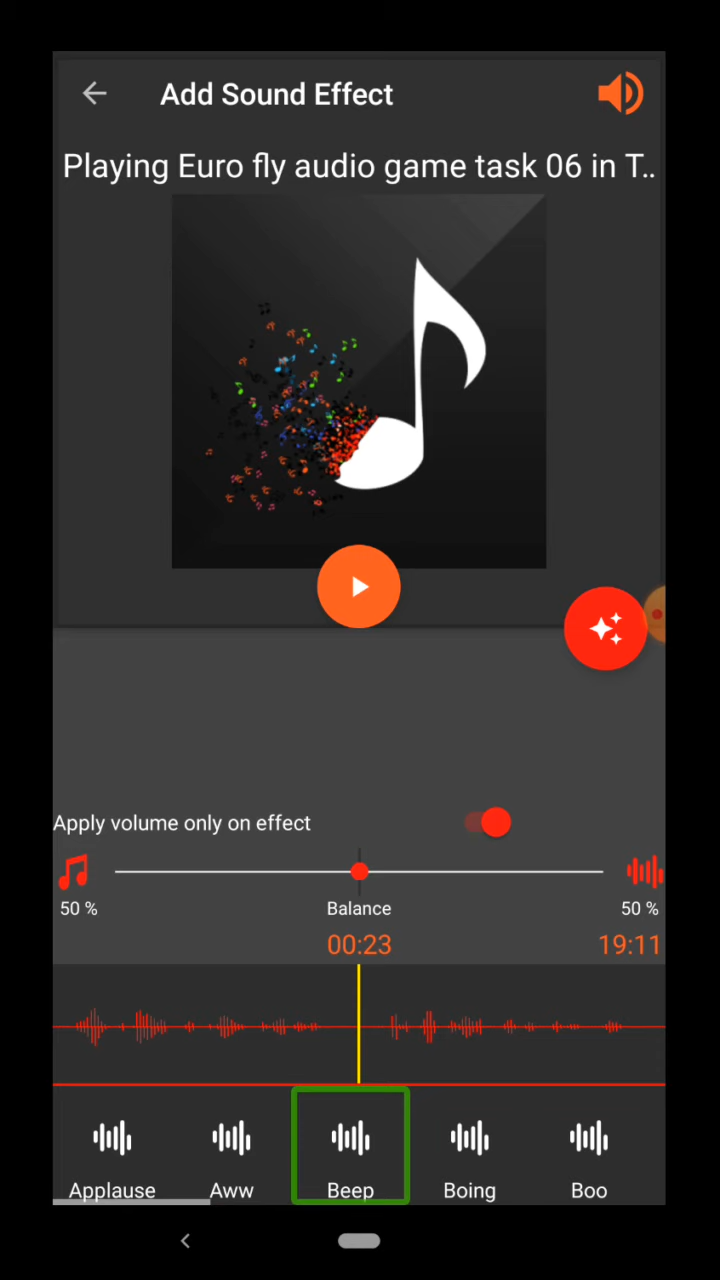 Add Sound Effect
Playing Euro fly audio game task 06 in T..
Apply volume only on effect
50 %
Balance
50 %
00:23
19:11
Applause
Aww
Beep
Boing
Boo